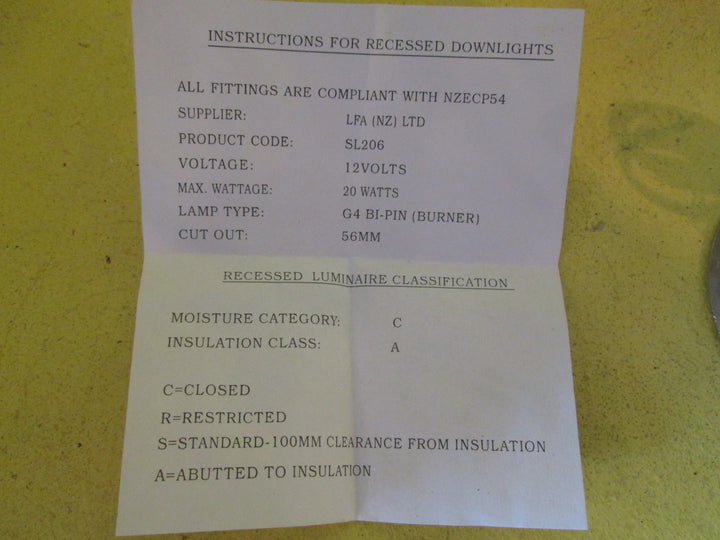 INSTRUCTIONS FOR RECESSED DOWNLIGHTS
ALL FITTINGS ARE COMPLIANT WITH NZECP54
SUPPLIER: LFA (NZ) LTD
PRODUCT CODE: SL206
VOLTAGE: 12VOLTS
MAX. WATTAGE: 20 WATTS
LAMP TYPE: G4 BI-PIN (BURNER)
CUT OUT: 56MM
RECESSED LUMINAIRE CLASSIFICATION
MOISTURE CATEGORY: C
INSULATION CLASS: A
C=CLOSED
R=RESTRICTED
S=STANDARD-100MM CLEARANCE FROM INSULATION
A=ABUTTED TO INSULATION